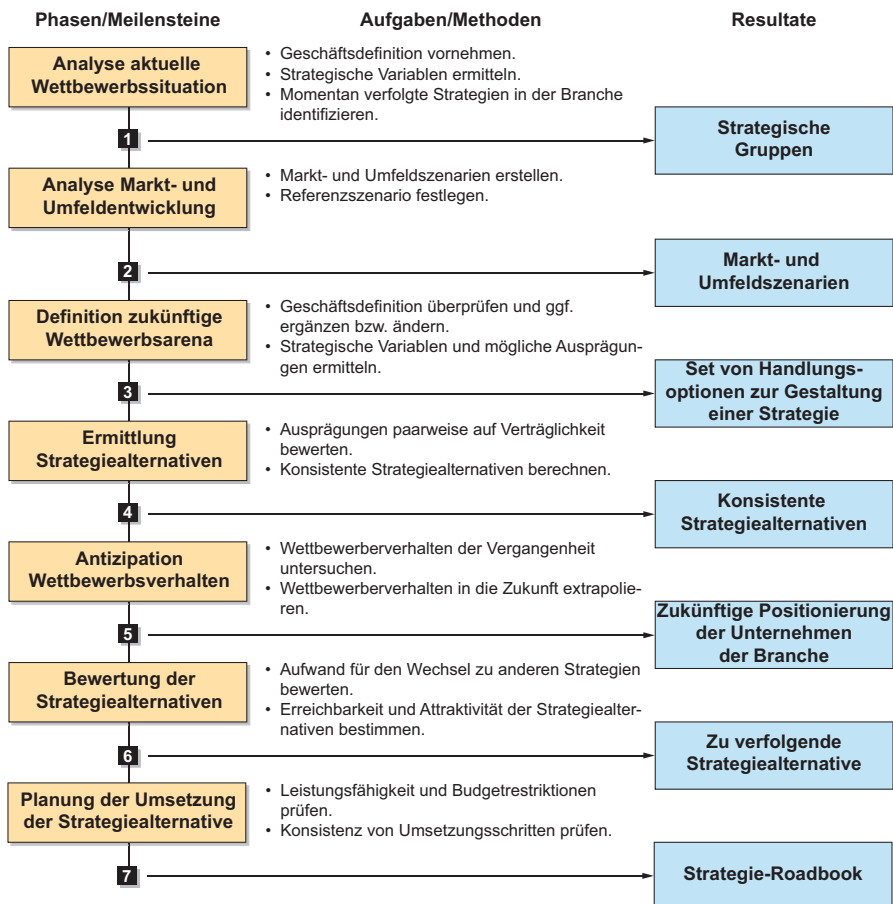 Phasen/Meilensteine
Aufgaben/Methoden
Resultate
Analyse aktuelle
Wettbewerbssituation
• Geschäftsdefinition vornehmen.
• Strategische Variablen ermitteln.
• Momentan verfolgte Strategien in der Branche
identifizieren.
1
Strategische
Gruppen
Analyse Markt- und
Umfeldentwicklung
• Markt- und Umfeldszenarien erstellen.
• Referenzszenario festlegen.
2
Markt- und
Umfeldszenarien
Definition zukünftige
Wettbewerbsarena
• Geschäftsdefinition überprüfen und ggf.
ergänzen bzw. ändern.
• Strategische Variablen und mögliche Ausprägun-
gen ermitteln.
3
Set von Handlungs-
optionen zur Gestaltung
einer Strategie
Ermittlung
Strategiealternativen
• Ausprägungen paarweise auf Verträglichkeit
bewerten.
• Konsistente Strategiealternativen berechnen.
4
Konsistente
Strategiealternativen
Antizipation
Wettbewerbsverhalten
• Wettbewerberverhalten der Vergangenheit
untersuchen.
• Wettbewerberverhalten in die Zukunft extrapolie-
ren.
5
Zukünftige Positionierung
der Unternehmen
der Branche
Bewertung der
Strategiealternativen
• Aufwand für den Wechsel zu anderen Strategien
bewerten.
• Erreichbarkeit und Attraktivität der Strategiealter-
nativen bestimmen.
6
Zu verfolgende
Strategiealternative
Planung der Umsetzung
der Strategiealternative
• Leistungsfähigkeit und Budgetrestriktionen
prüfen.
• Konsistenz von Umsetzungsschritten prüfen.
7
Strategie-Roadbook